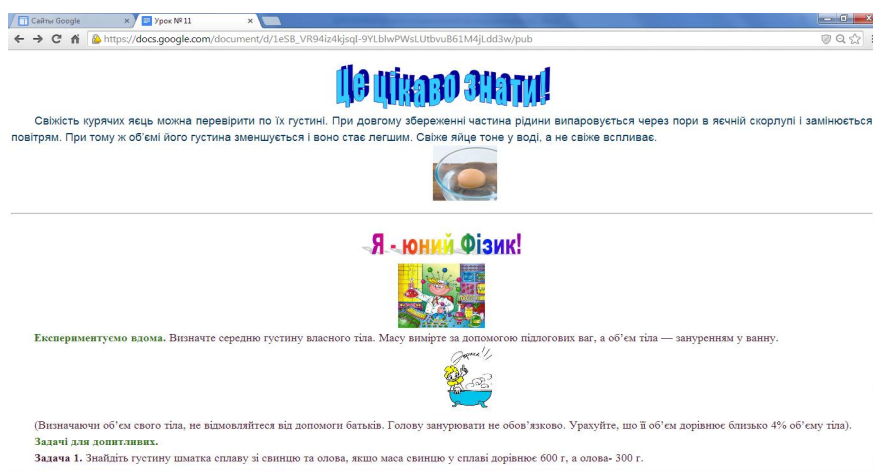 Сайты Google
Урок № 11
https://docs.google.com/document/d/1eSB_VR94iz4kjsqI-9YLblwPWsLUtbvuB61M4jLdd3w/pub
Це цікаво знати!
Свіжість курячих яєць можна перевірити по їх густині. При довгому збереженні частина рідини випаровується через пори в яєчній скорлупі і замінюється
повітрям. При тому ж об'ємі його густина зменшується і воно стає легшим. Свіже яйце тоне у воді, а не свіже вспливає.
Я - юний Фізик!
Експериментуємо вдома. Визначте середню густину власного тіла. Масу виміряте за допомогою підлогових ваг, а об'єм тіла — зануренням у ванну.
(Визначаючи об'єм свого тіла, не відмовляйтеся від допомоги батьків. Голову занурювати не обов'язково. Урахуйте, що її об'єм дорівнює близько 4% об'єму тіла).
Задачі для допитливих.
Задача 1. Знайдіть густину шматка сплаву зі свинцю та олова, якшо маса свинцю у сплаві дорівнює 600 г, а олова- 300 г.